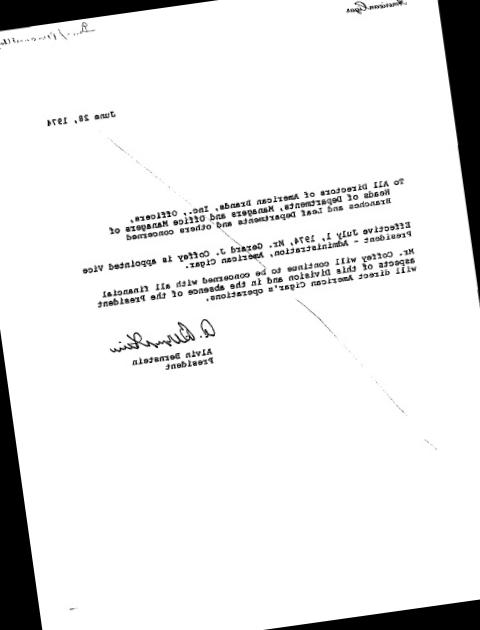 American Cigar
June 28, 1974
To All Directors of American Brands, Inc., Officers,
Heads of Departments, Managers and Office Managers of
Branches and Leaf Departments and others concerned
Effective July 1, 1974, Mr. Gerard J. Coffey is appointed Vice
President - Administration, American Cigar.
Mr. Coffey will continue to be concerned with all financial
aspects of this Division and in the absence of the President
will direct American Cigar's operations.
A. Bernstein
Alvin Bernstein
President